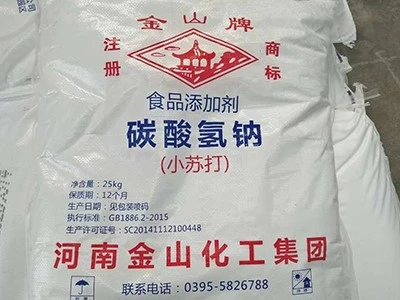 金山牌
注册 商标
食品添加剂
碳酸氢钠
(小苏打)
净含量：25kg
保质期：12个月
生产日期：见包装喷码
执行标准：GB1886.2-2015
生产许可证号：SC20141112100448
河南金山化工集团
联系电话：0395-5826788